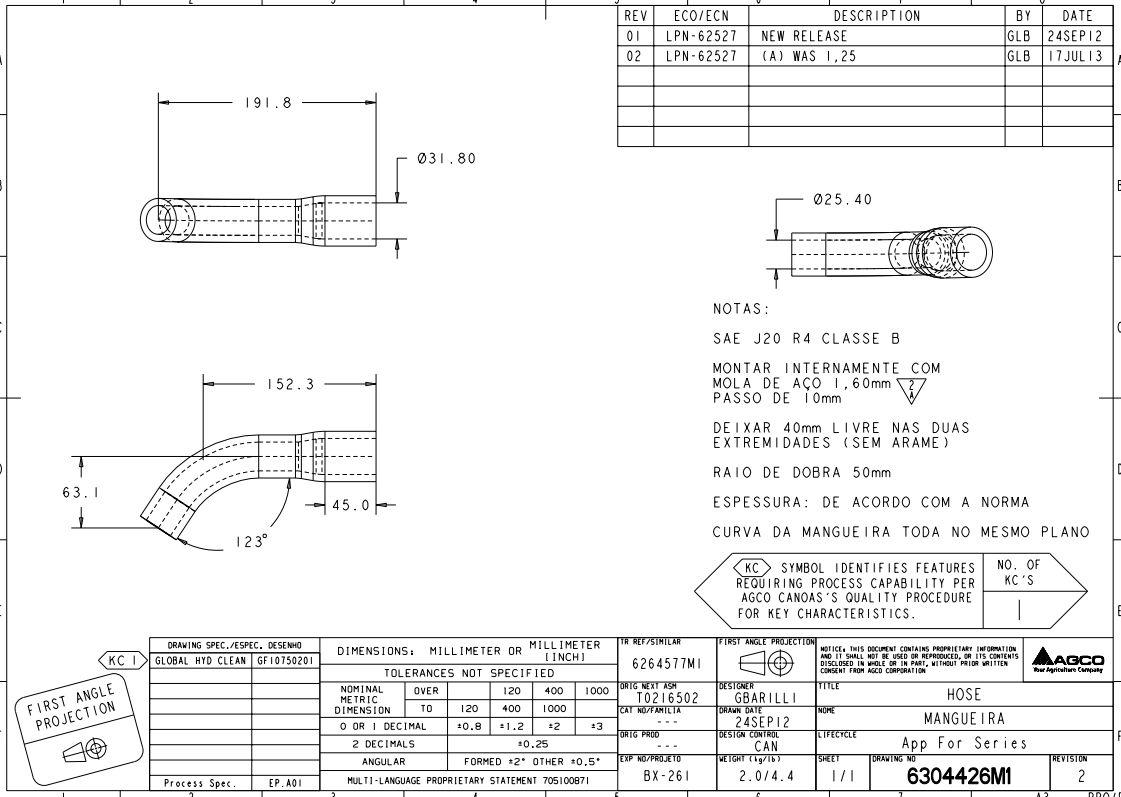 REV ECO/ECN DESCRIPTION BY DATE
01 LPN-62527 NEW RELEASE GLB 24SEP12
02 LPN-62527 (A) WAS 1,25 GLB 17JUL13
191.8
Ø31.80
Ø25.40
152.3
63.1
45.0
123°
NOTAS:
SAE J20 R4 CLASSE B
MONTAR INTERNAMENTE COM
MOLA DE AÇO 1,60mm 2 A
PASSO DE 10mm
DEIXAR 40mm LIVRE NAS DUAS
EXTREMIDADES (SEM ARAME)
RAIO DE DOBRA 50mm
ESPESSURA: DE ACORDO COM A NORMA
CURVA DA MANGUEIRA TODA NO MESMO PLANO
KC SYMBOL IDENTIFIES FEATURES
REQUIRING PROCESS CAPABILITY PER
AGCO CANOAS'S QUALITY PROCEDURE
FOR KEY CHARACTERISTICS.
NO. OF
KC'S
1
KC 1
FIRST ANGLE
PROJECTION
DRAWING SPEC./ESPEC. DESENHO
GLOBAL HYD CLEAN GF10750201
Process Spec. EP.A01
DIMENSIONS: MILLIMETER OR MILLIMETER
[INCH]
TOLERANCES NOT SPECIFIED
NOMINAL
METRIC
DIMENSION
OVER 120 400 1000
TO 120 400 1000
0 OR 1 DECIMAL ±0.8 ±1.2 ±2 ±3
2 DECIMALS ±0.25
ANGULAR FORMED ±2° OTHER ±0.5°
MULTI-LANGUAGE PROPRIETARY STATEMENT 705100871
TR REF/SIMILAR
6264577M1
FIRST ANGLE PROJECTION
NOTICE: THIS DOCUMENT CONTAINS PROPRIETARY INFORMATION
AND IT SHALL NOT BE USED OR REPRODUCED, OR ITS CONTENTS
DISCLOSED IN WHOLE OR IN PART, WITHOUT PRIOR WRITTEN
CONSENT FROM AGCO CORPORATION
AGCO
Your Agriculture Company
ORIG NEXT ASM
T0216502
DESIGNER
GBARILLI
TITLE
HOSE
CAT NO/FAMILIA
---
DRAWN DATE
24SEP12
NOME
MANGUEIRA
ORIG PROD
---
DESIGN CONTROL
CAN
LIFECYCLE
App For Series
EXP NO/PROJETO
BX-261
WEIGHT (kg/lb)
2.0/4.4
SHEET
1/1
DRAWING NO
6304426M1
REVISION
2